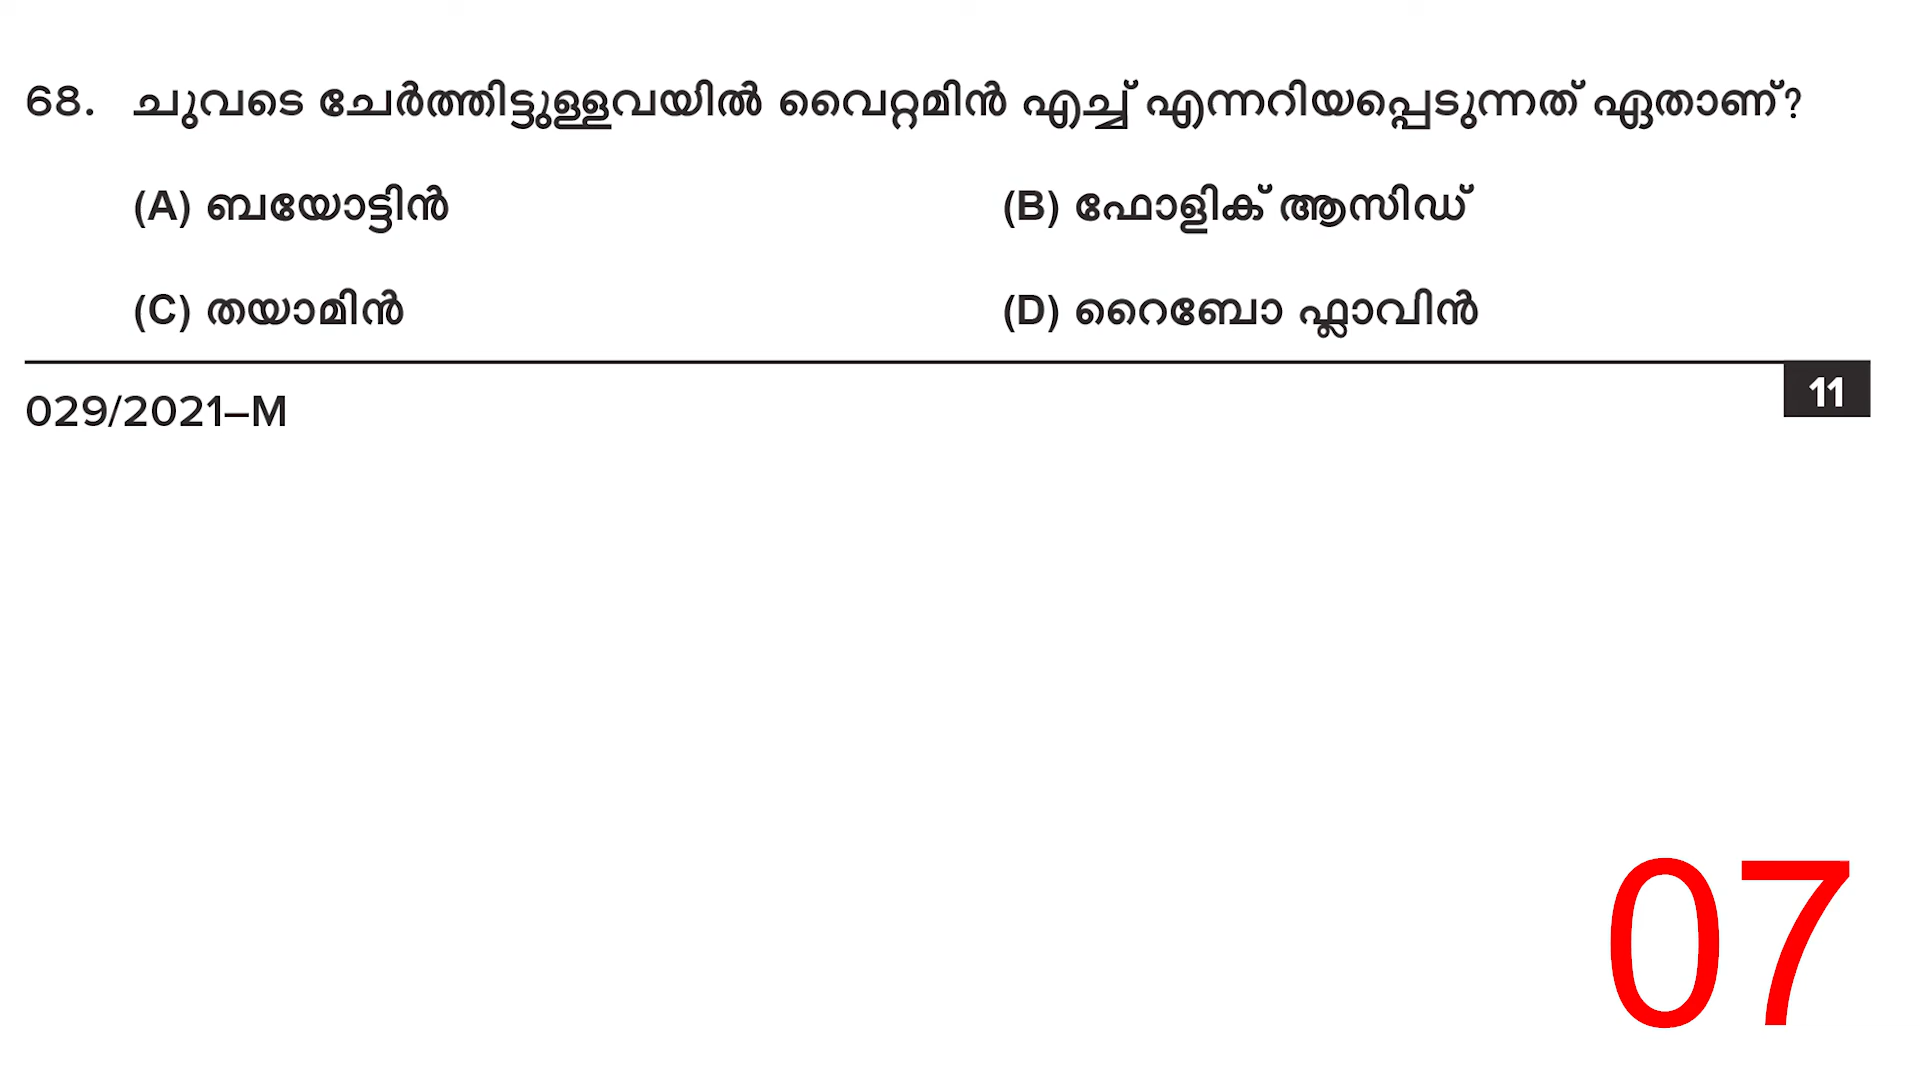 68. ചുവടെ ചേർത്തിട്ടുള്ളവയിൽ വൈറ്റമിൻ എച്ച് എന്നറിയപ്പെടുന്നത് ഏതാണ്?
(A) ബയോട്ടിൻ (B) ഫോളിക് ആസിഡ്
(C) തയാമിൻ (D) റൈബോ ഫ്ലാവിൻ
029/2021–M 11
07